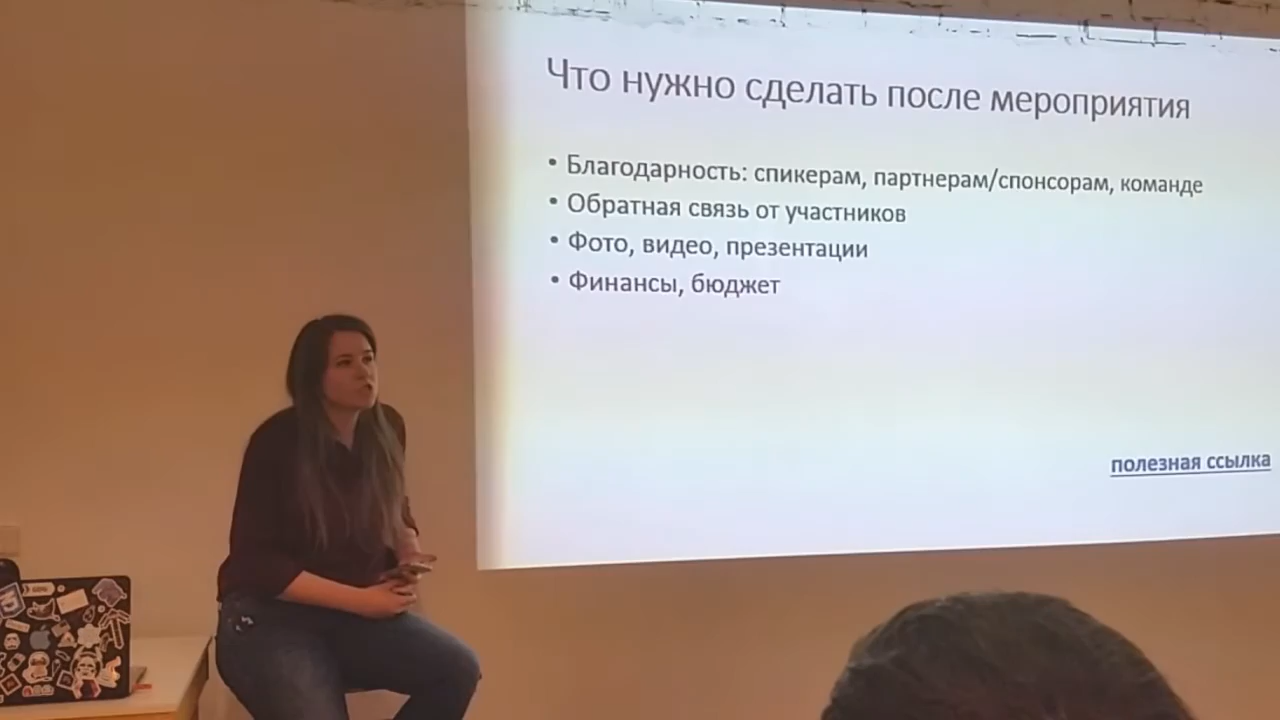 Что нужно сделать после мероприятия
• Благодарность: спикерам, партнерам/спонсорам, команде
• Обратная связь от участников
• Фото, видео, презентации
• Финансы, бюджет
полезная ссылка